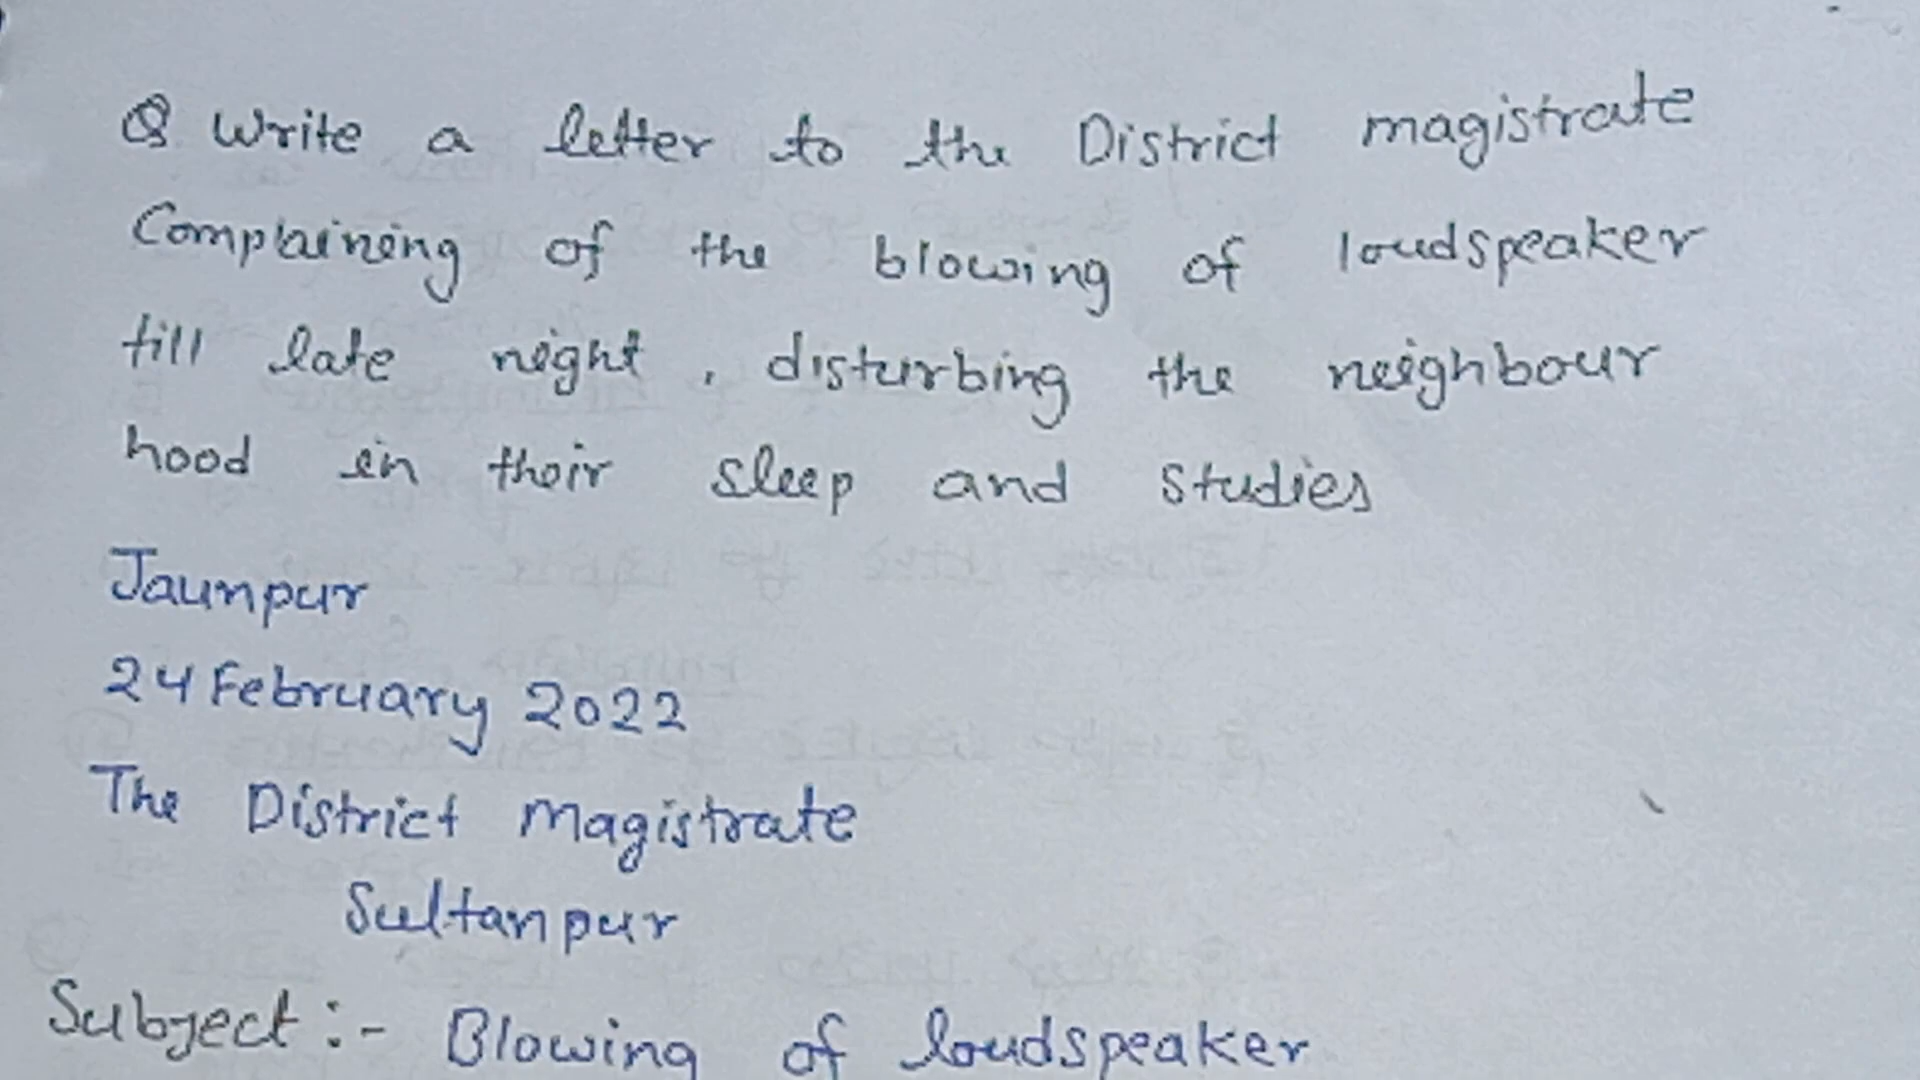 Q Write a letter to the District magistrate
Complaining of the blowing of loudspeaker
till late night, disturbing the neighbour
hood in their sleep and studies
Jaunpur
24 February 2022
The District Magistrate
Sultanpur
Subject :- Blowing of loudspeaker